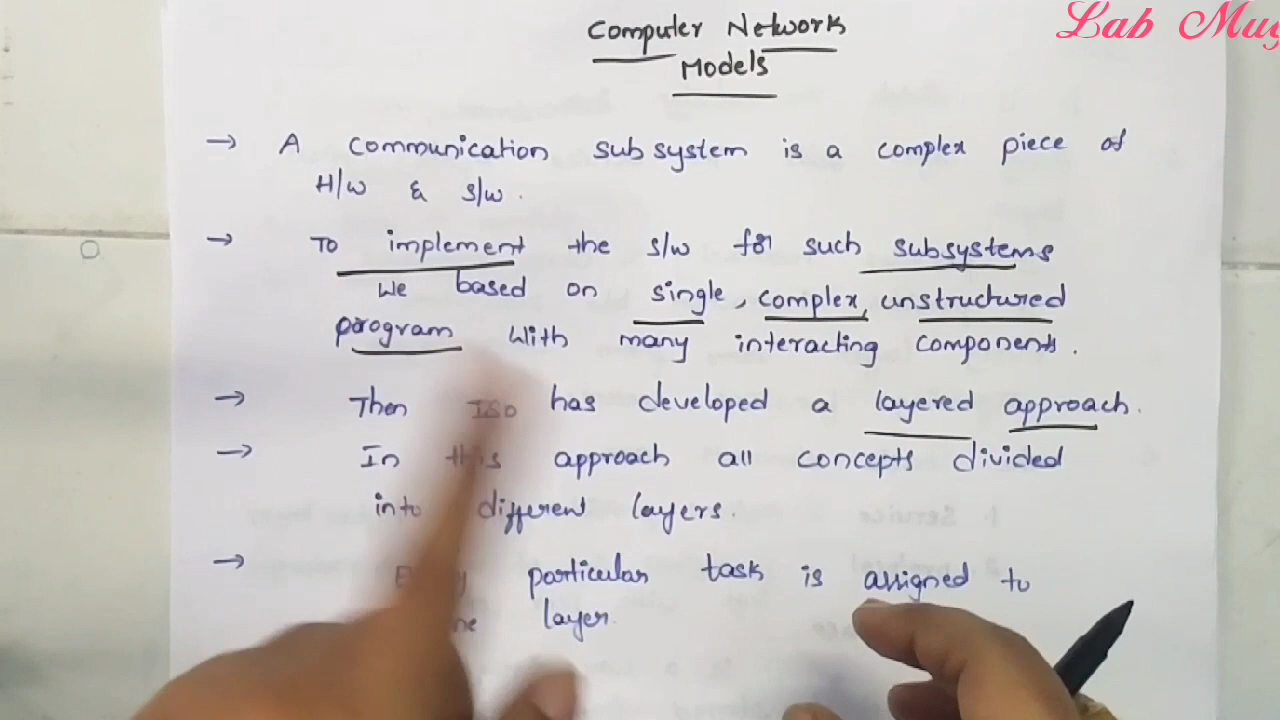 Lab Mug
Computer Network
Models
→ A communication subsystem is a complex piece of
H/w & s/w.
→ To implement the s/w for such subsystems
We based on single, complex, unstructured
program With many interacting components.
→ Then ISO has developed a layered approach.
→ In this approach all concepts divided
into different layers.
→ particular task is assigned to
layer.